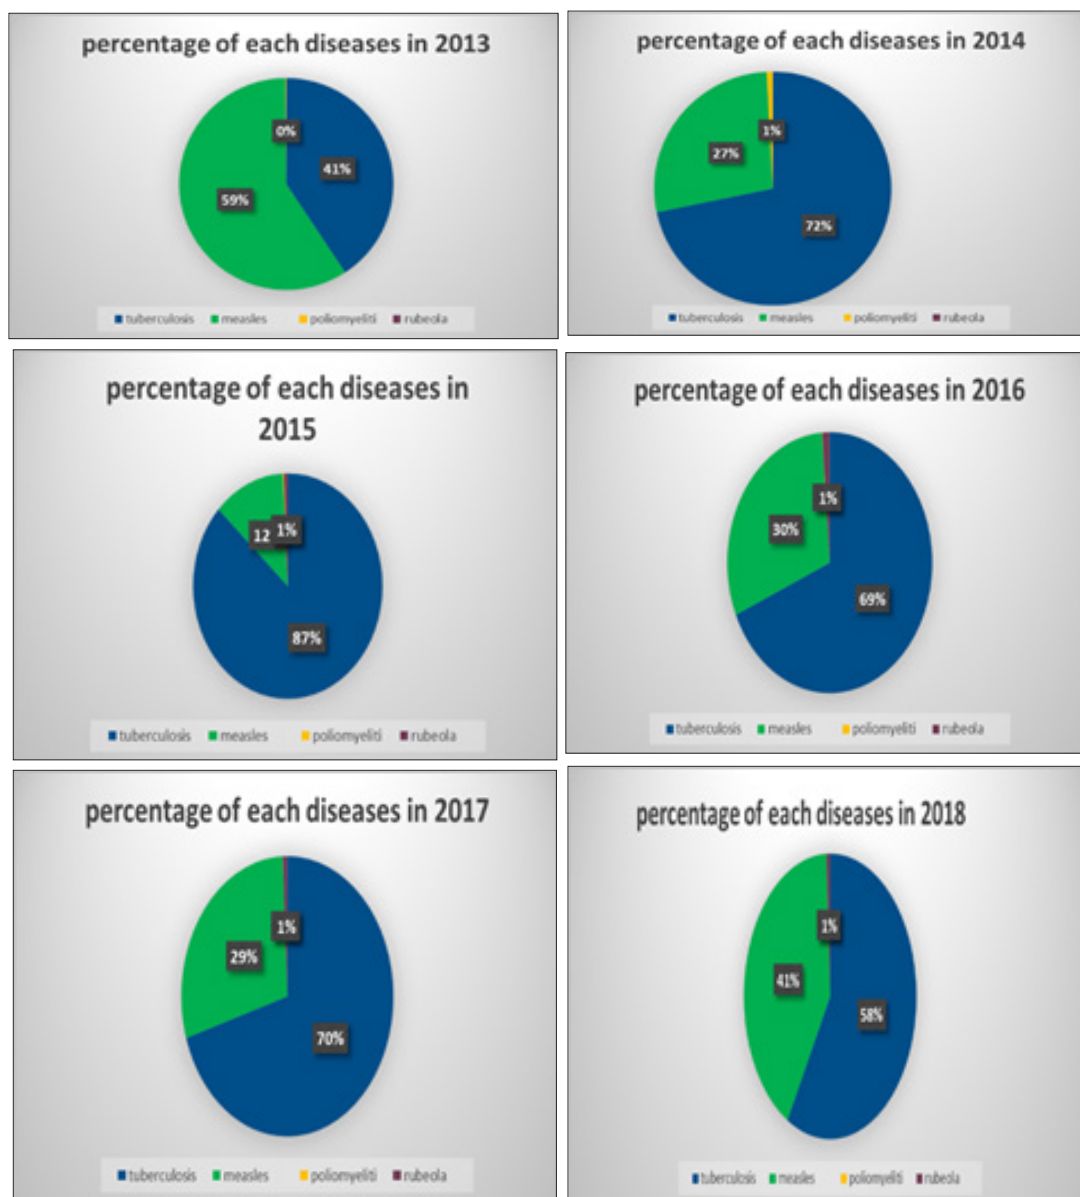 percentage of each diseases in 2013
0%
41%
59%
tuberculosis measles poliomyeliti rubeola
percentage of each diseases in 2014
1%
27%
72%
tuberculosis measles poliomyeliti rubeola
percentage of each diseases in
2015
12 1%
87%
tuberculosis measles poliomyeliti rubeola
percentage of each diseases in 2016
1%
30%
69%
tuberculosis measles poliomyeliti rubeola
percentage of each diseases in 2017
1%
29%
70%
tuberculosis measles poliomyeliti rubeola
percentage of each diseases in 2018
1%
41%
58%
tuberculosis measles poliomyeliti rubeola